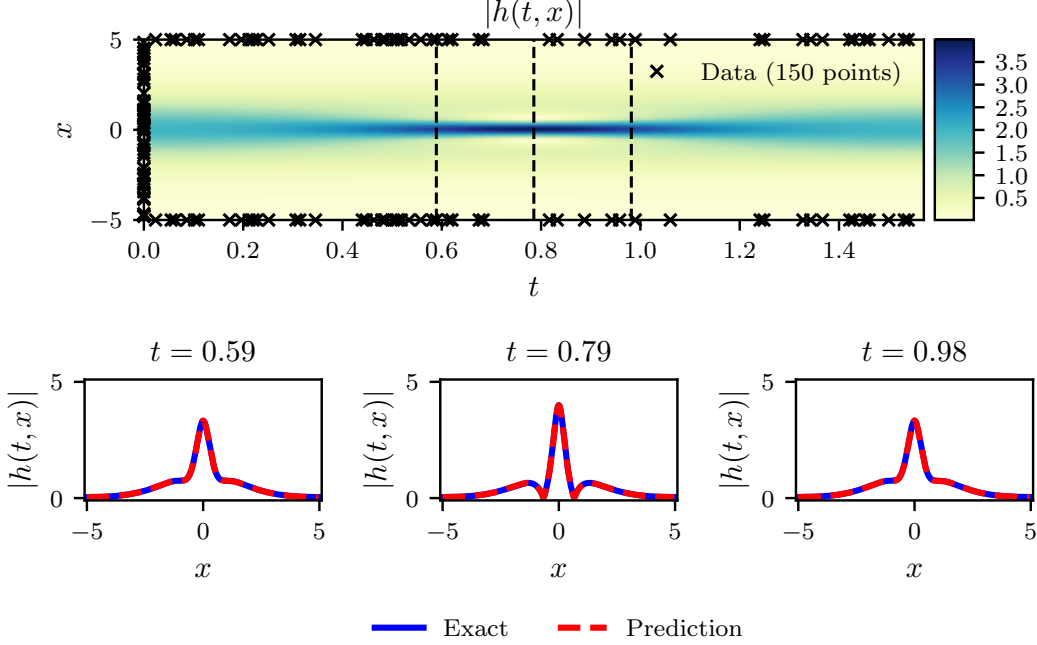 |h(t, x)|
5
0
−5
x
Data (150 points)
3.5
3.0
2.5
2.0
1.5
1.0
0.5
0.0 0.2 0.4 0.6 0.8 1.0 1.2 1.4
t
t = 0.59 t = 0.79 t = 0.98
|h(t, x)| 5 0 |h(t, x)| 5 0 |h(t, x)| 5 0
−5 0 5 −5 0 5 −5 0 5
x x x
Exact Prediction